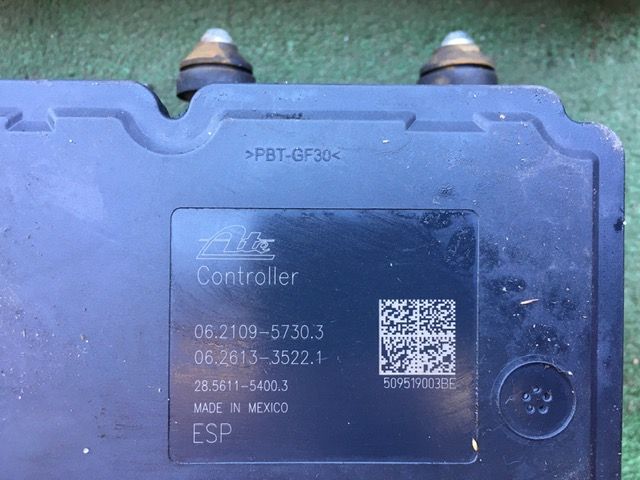 >PBT-GF30<
Ate
Controller
06.2109-5730.3
06.2613-3522.1
28.5611-5400.3
509519003BE
MADE IN MEXICO
ESP